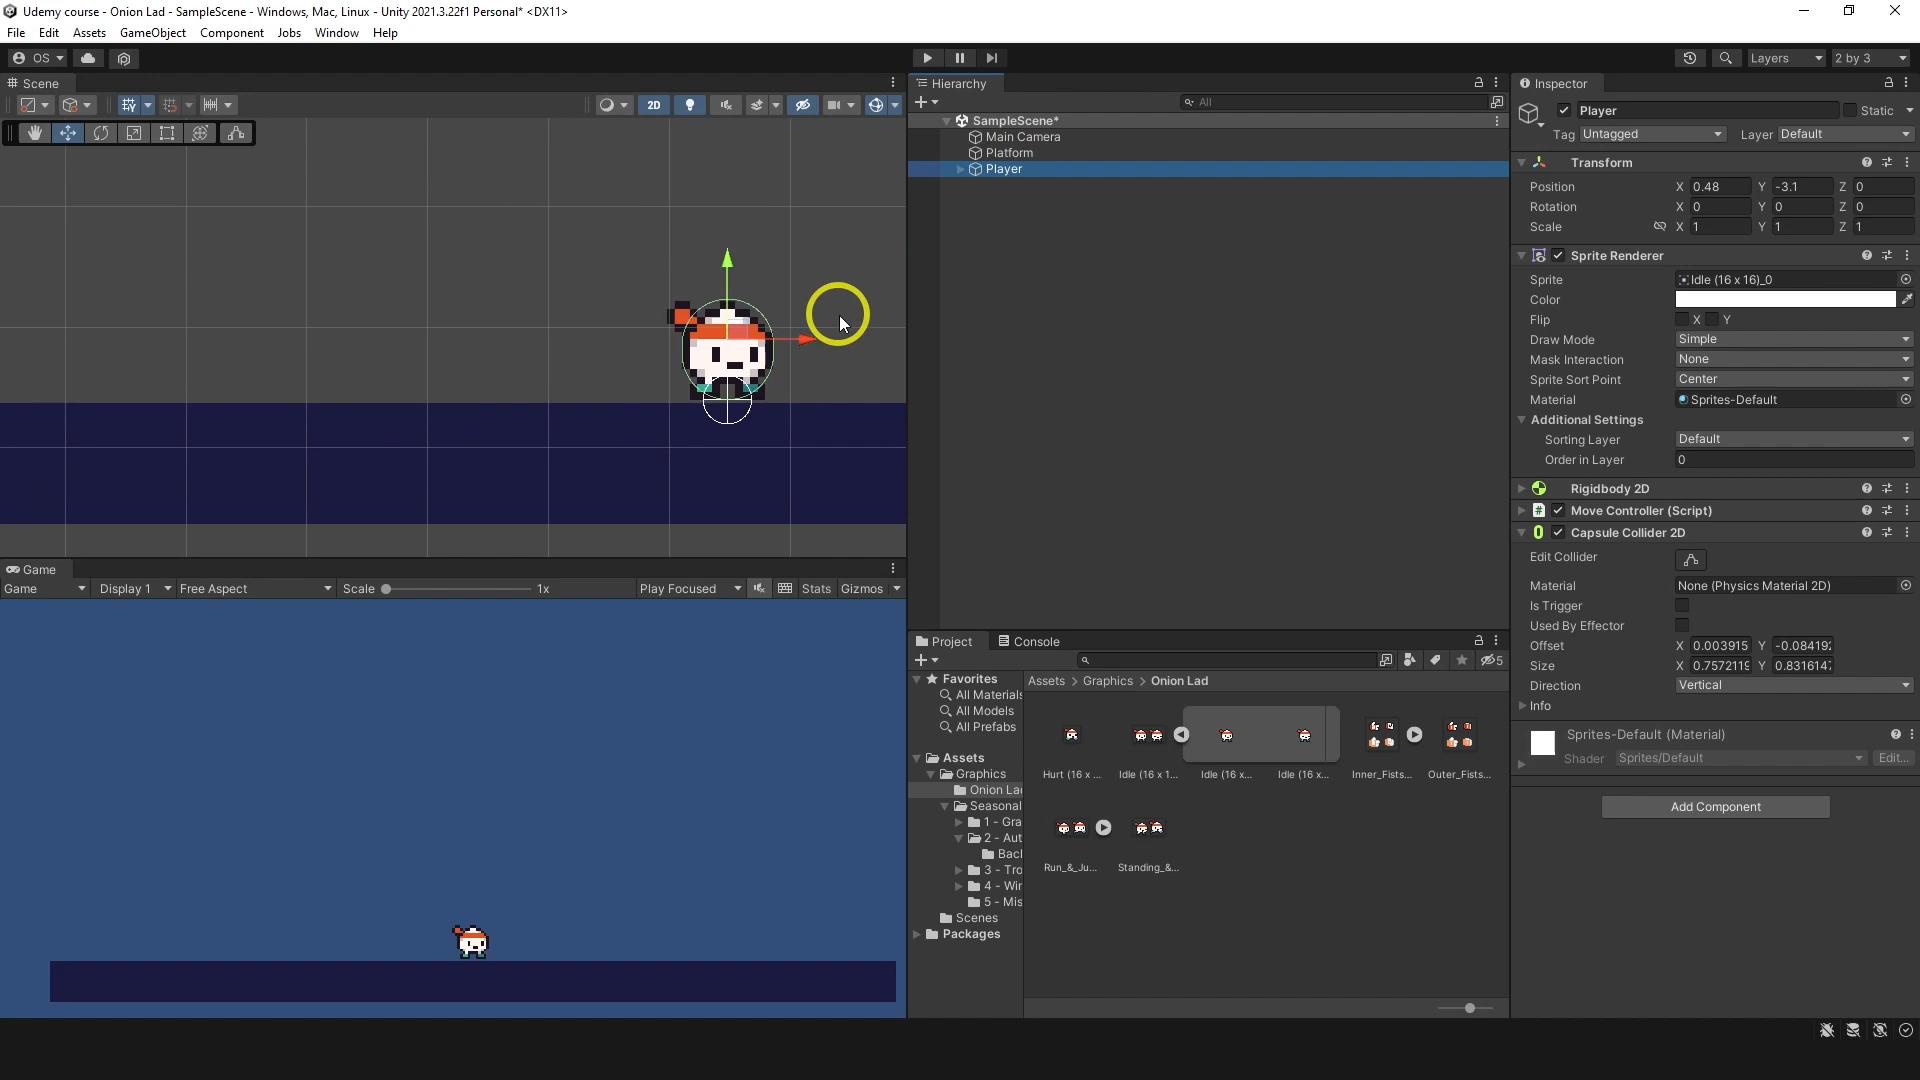 Udemy course - Onion Lad - SampleScene - Windows, Mac, Linux - Unity 2021.3.22f1 Personal* <DX11>
File Edit Assets GameObject Component Jobs Window Help
OS Layers 2 by 3
Scene
2D
Hierarchy
All
SampleScene*
Main Camera
Platform
Player
Inspector
Player Static
Tag Untagged Layer Default
Transform
Position X 0.48 Y -3.1 Z 0
Rotation X 0 Y 0 Z 0
Scale X 1 Y 1 Z 1
Sprite Renderer
Sprite Idle (16 x 16)_0
Color
Flip X Y
Draw Mode Simple
Mask Interaction None
Sprite Sort Point Center
Material Sprites-Default
Additional Settings
Sorting Layer Default
Order in Layer 0
Rigidbody 2D
Move Controller (Script)
Capsule Collider 2D
Edit Collider
Material None (Physics Material 2D)
Is Trigger
Used By Effector
Offset X 0.003915 Y -0.08419
Size X 0.757211 Y 0.831614
Direction Vertical
Info
Sprites-Default (Material)
Shader Sprites/Default Edit...
Add Component
Game
Game Display 1 Free Aspect Scale 1x Play Focused Stats Gizmos
Project Console
5
Favorites
All Materials
All Models
All Prefabs
Assets
Graphics
Onion Lad
Seasonal
1 - Gra
2 - Aut
Bacl
3 - Tro
4 - Wir
5 - Mis
Scenes
Packages
Assets > Graphics > Onion Lad
Hurt (16 x ... Idle (16 x 1... Idle (16 x... Idle (16 x... Inner_Fists... Outer_Fists...
Run_&_Ju... Standing_&...